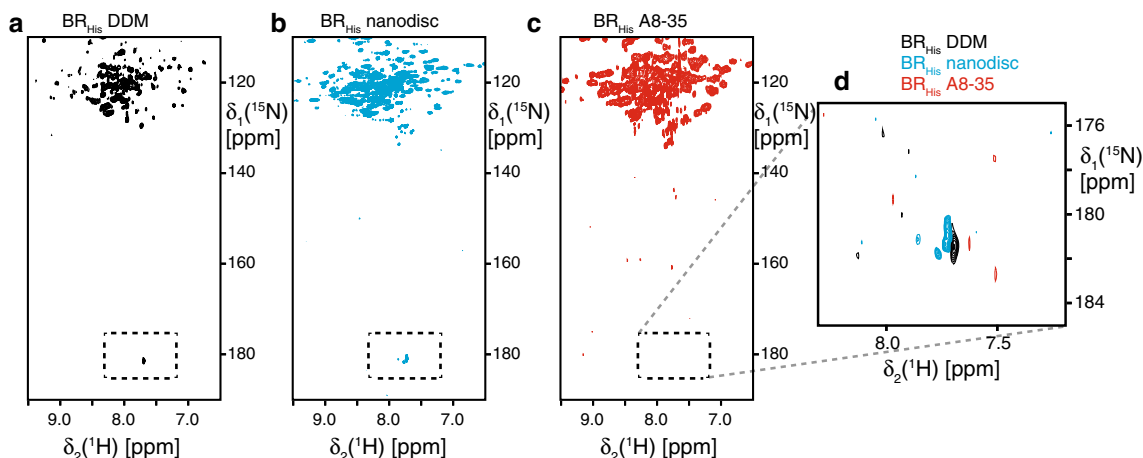 a BR_His DDM
b BR_His nanodisc
c BR_His A8-35
BR_His DDM
BR_His nanodisc
BR_His A8-35
d
120
δ₁(¹⁵N)
[ppm]
140
160
180
9.0 8.0 7.0
δ₂(¹H) [ppm]
120
δ₁(¹⁵N)
[ppm]
140
160
180
9.0 8.0 7.0
δ₂(¹H) [ppm]
120
δ₁(¹⁵N)
[ppm]
140
160
180
9.0 8.0 7.0
δ₂(¹H) [ppm]
176
δ₁(¹⁵N)
[ppm]
180
184
8.0 7.5
δ₂(¹H) [ppm]